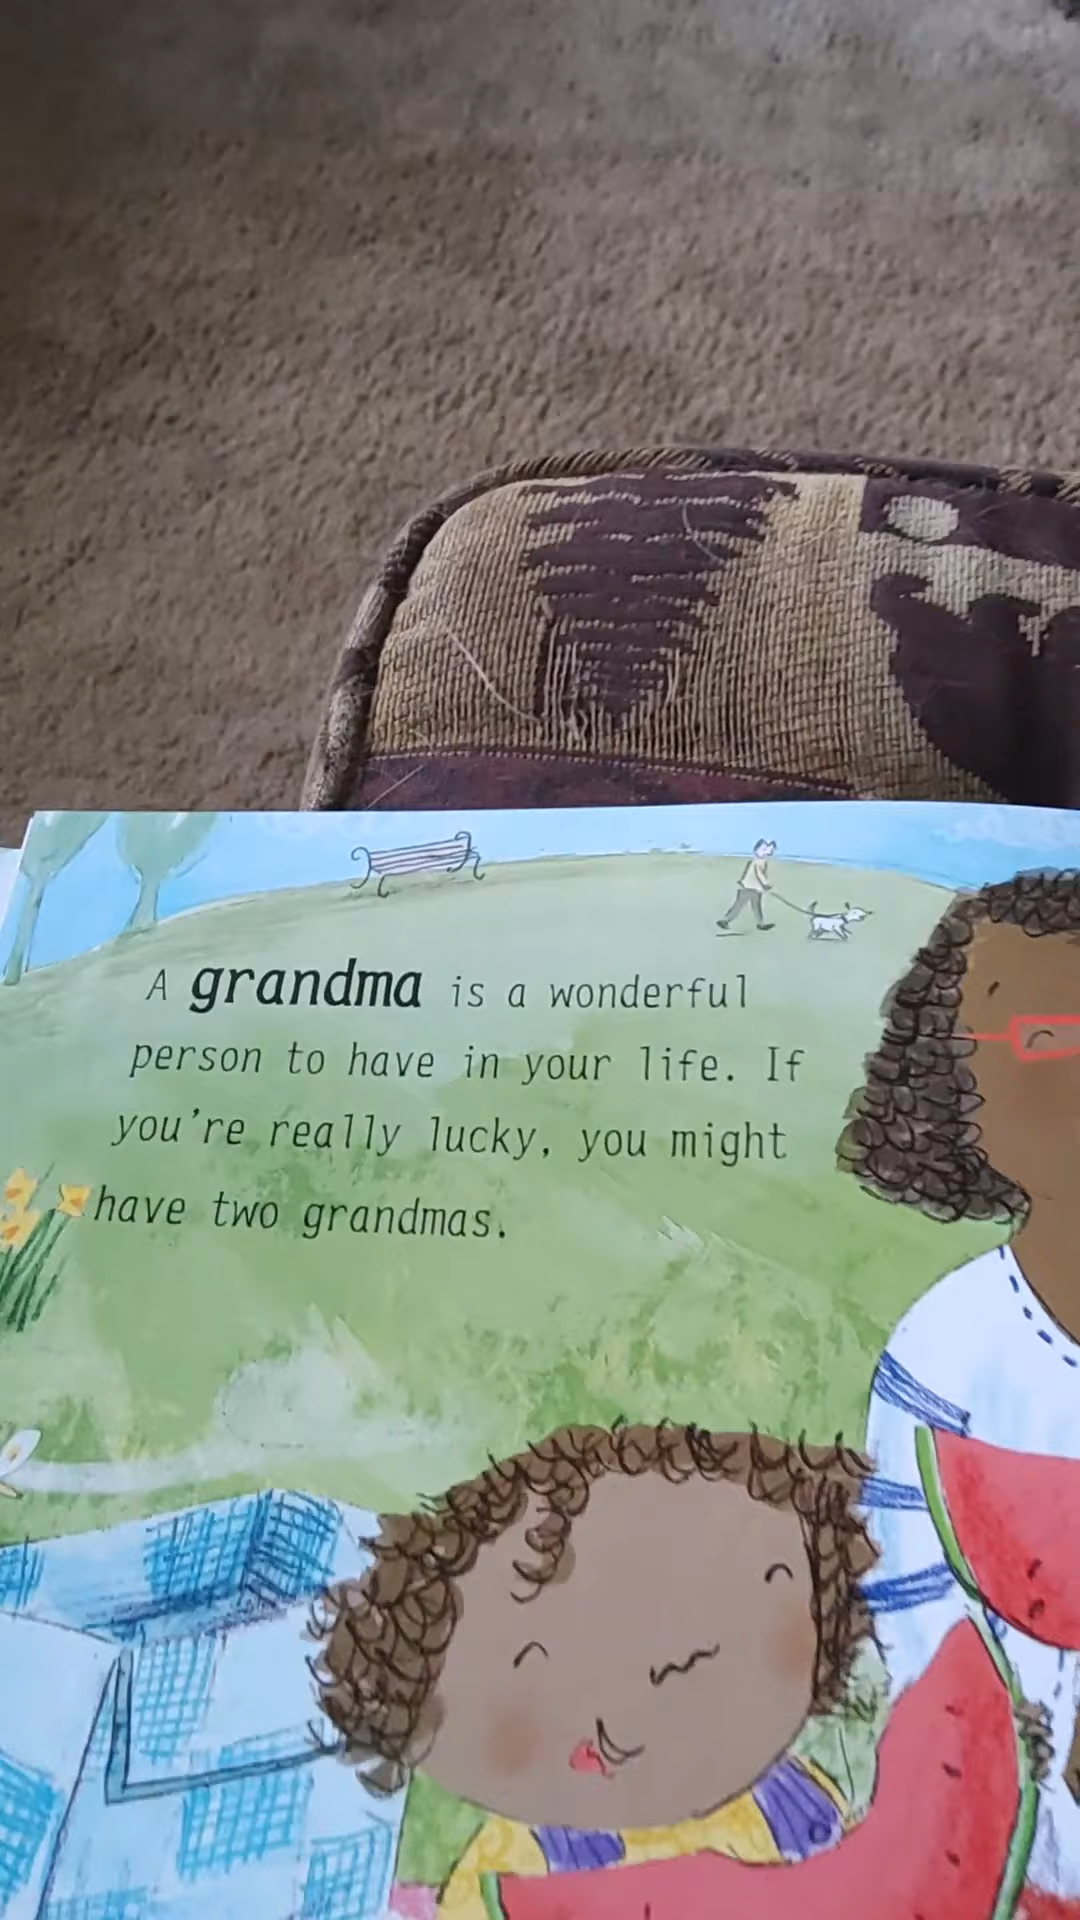 A grandma is a wonderful
person to have in your life. If
you're really lucky, you might
have two grandmas.